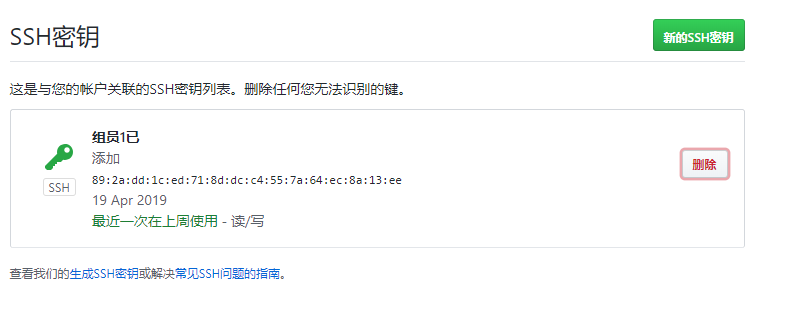 SSH密钥
新的SSH密钥
这是与您的帐户关联的SSH密钥列表。删除任何您无法识别的键。
组员1已
添加
89:2a:dd:1c:ed:71:8d:dc:c4:55:7a:64:ec:8a:13:ee
19 Apr 2019
最近一次在上周使用 - 读/写
SSH
删除
查看我们的生成SSH密钥或解决常见SSH问题的指南。